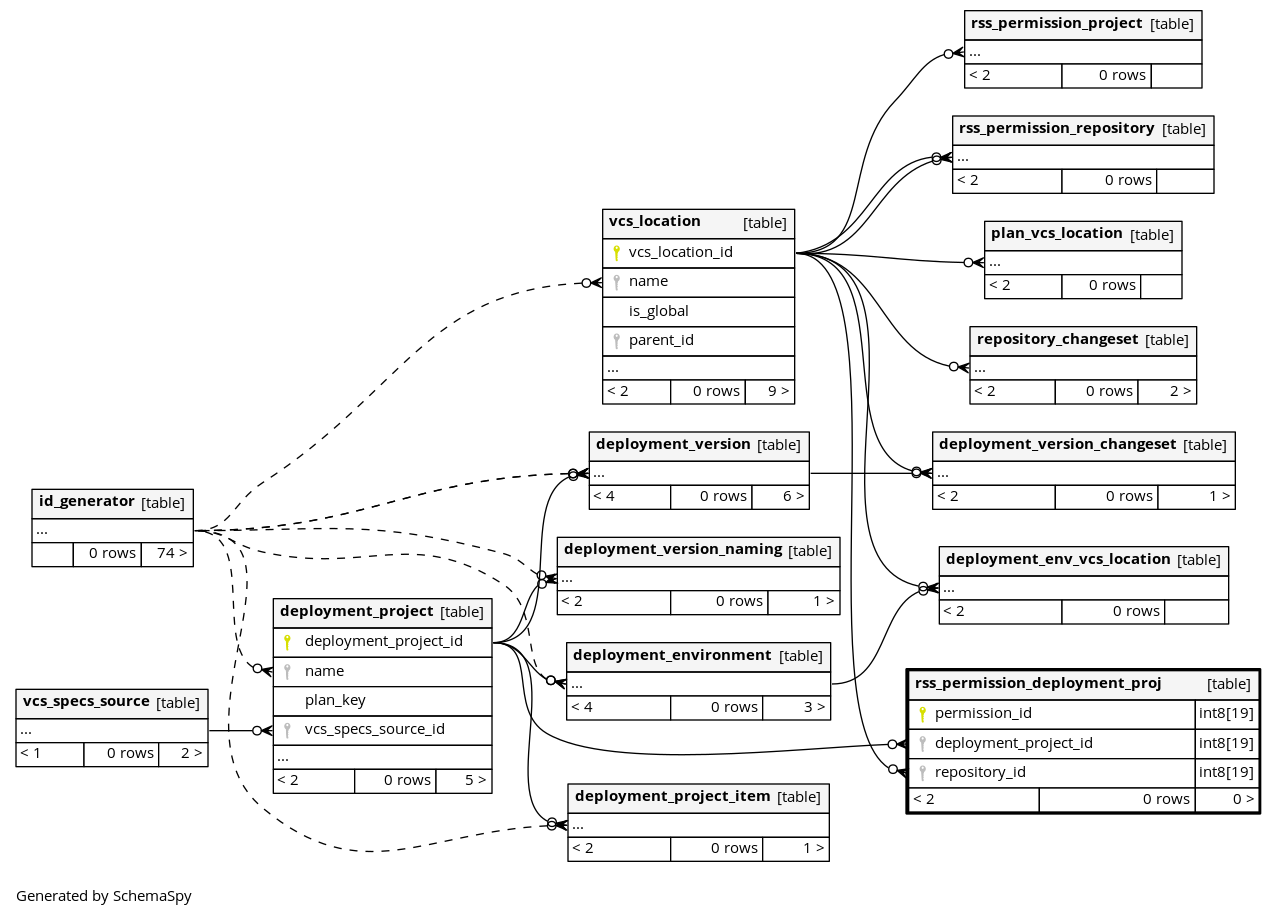 rss_permission_project [table]
...
< 2 0 rows
rss_permission_repository [table]
...
< 2 0 rows
vcs_location [table]
vcs_location_id
name
is_global
parent_id
...
< 2 0 rows 9 >
plan_vcs_location [table]
...
< 2 0 rows
repository_changeset [table]
...
< 2 0 rows 2 >
deployment_version [table]
...
< 4 0 rows 6 >
deployment_version_changeset [table]
...
< 2 0 rows 1 >
id_generator [table]
...
0 rows 74 >
deployment_version_naming [table]
...
< 2 0 rows 1 >
deployment_env_vcs_location [table]
...
< 2 0 rows
deployment_project [table]
deployment_project_id
name
plan_key
vcs_specs_source_id
...
< 2 0 rows 5 >
deployment_environment [table]
...
< 4 0 rows 3 >
vcs_specs_source [table]
...
< 1 0 rows 2 >
rss_permission_deployment_proj [table]
permission_id int8[19]
deployment_project_id int8[19]
repository_id int8[19]
< 2 0 rows 0 >
deployment_project_item [table]
...
< 2 0 rows 1 >
Generated by SchemaSpy